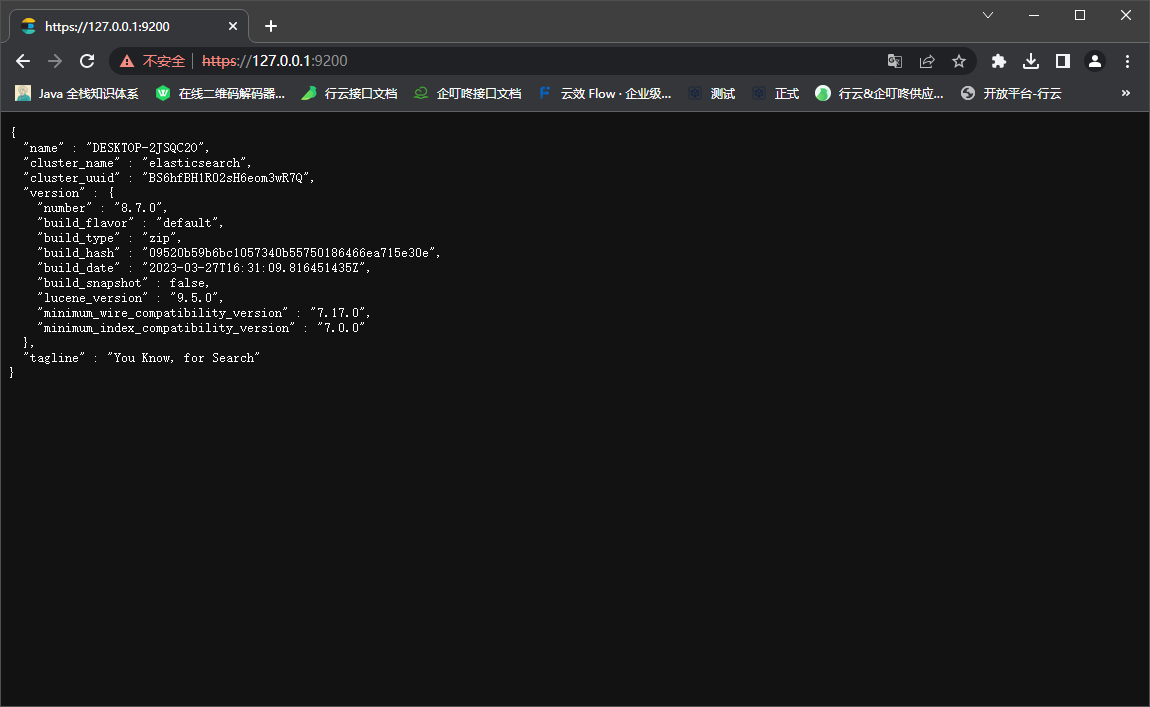 https://127.0.0.1:9200
不安全 https://127.0.0.1:9200
Java 全栈知识体系 在线二维码解码器... 行云接口文档 企叮咚接口文档 云效 Flow · 企业级... 测试 正式 行云&企叮咚供应... 开放平台-行云 »
{
"name" : "DESKTOP-2JSQC2O",
"cluster_name" : "elasticsearch",
"cluster_uuid" : "BS6hfBH1RO2sH6eom3wR7Q",
"version" : {
"number" : "8.7.0",
"build_flavor" : "default",
"build_type" : "zip",
"build_hash" : "09520b59b6bc1057340b55750186466ea715e30e",
"build_date" : "2023-03-27T16:31:09.816451435Z",
"build_snapshot" : false,
"lucene_version" : "9.5.0",
"minimum_wire_compatibility_version" : "7.17.0",
"minimum_index_compatibility_version" : "7.0.0"
},
"tagline" : "You Know, for Search"
}